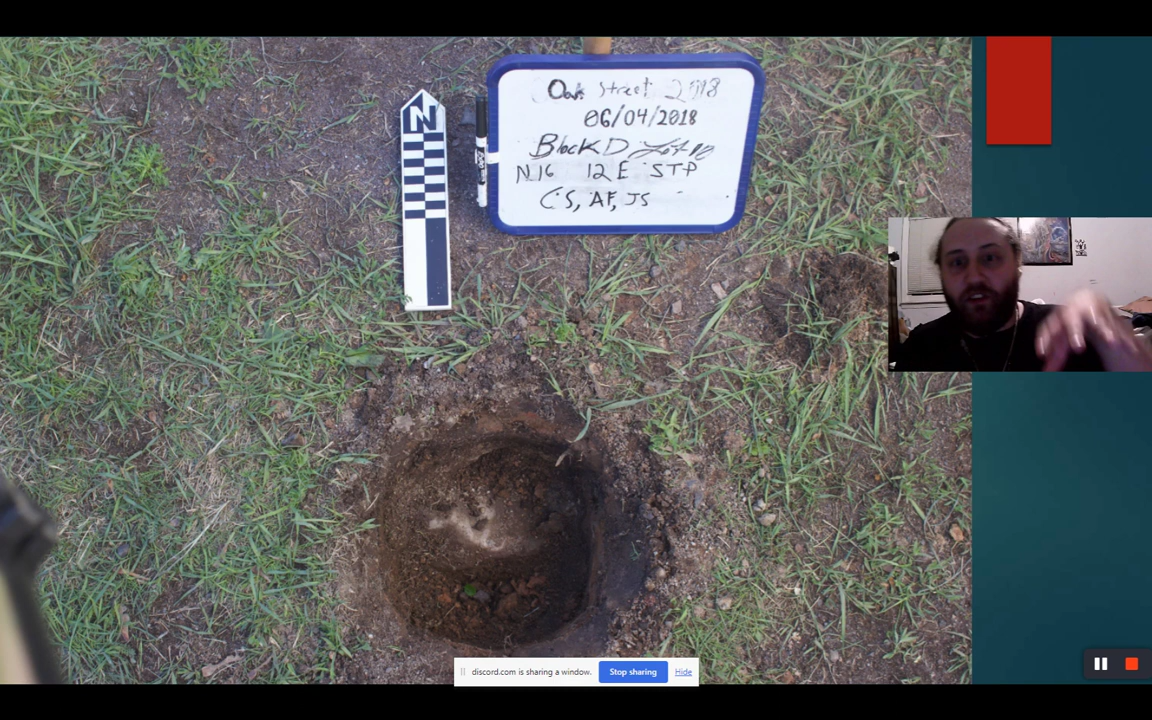 N
Oak Street 2018
06/04/2018
Block D
N16 12 E STP
CS, AF, JS
discord.com is sharing a window.
Stop sharing
Hide